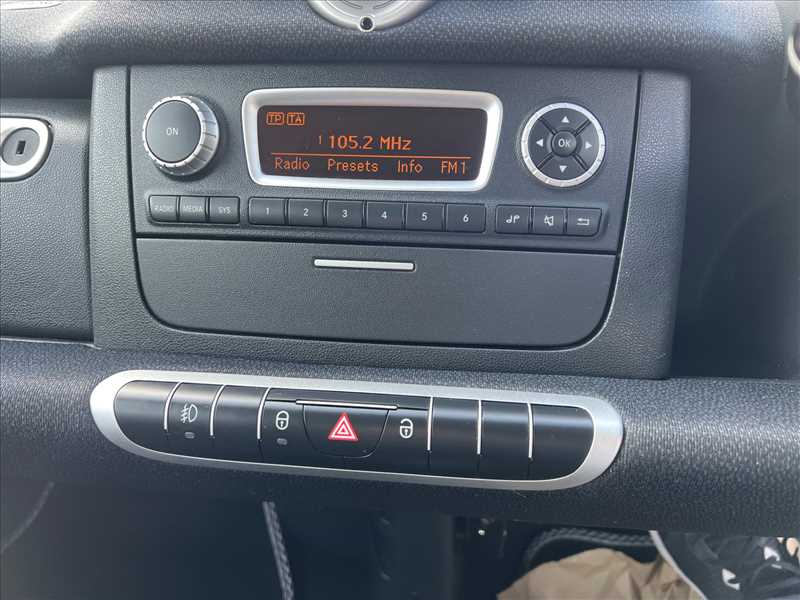 TP TA
ON
1 105.2 MHz
OK
Radio Presets Info FM1
RADIO MEDIA SYS 1 2 3 4 5 6